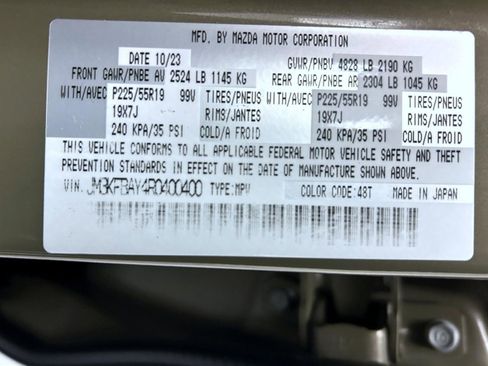 MFD. BY MAZDA MOTOR CORPORATION
DATE 10/23 GVWR/PNBV 4828 LB 2190 KG
FRONT GAWR/PNBE AV 2524 LB 1145 KG REAR GAWR/PNBE AR 2304 LB 1045 KG
WITH/AVEC P225/55R19 99V TIRES/PNEUS WITH/AVEC P225/55R19 99V TIRES/PNEUS
19X7J RIMS/JANTES 19X7J RIMS/JANTES
240 KPA/35 PSI COLD/A FROID 240 KPA/35 PSI COLD/A FROID
THIS VEHICLE CONFORMS TO ALL APPLICABLE FEDERAL MOTOR VEHICLE SAFETY AND THEFT
PREVENTION STANDARDS IN EFFECT ON THE DATE OF MANUFACTURE SHOWN ABOVE.
VIN. JM3KFBAY4R0400400 TYPE:MPV COLOR CODE:48T MADE IN JAPAN